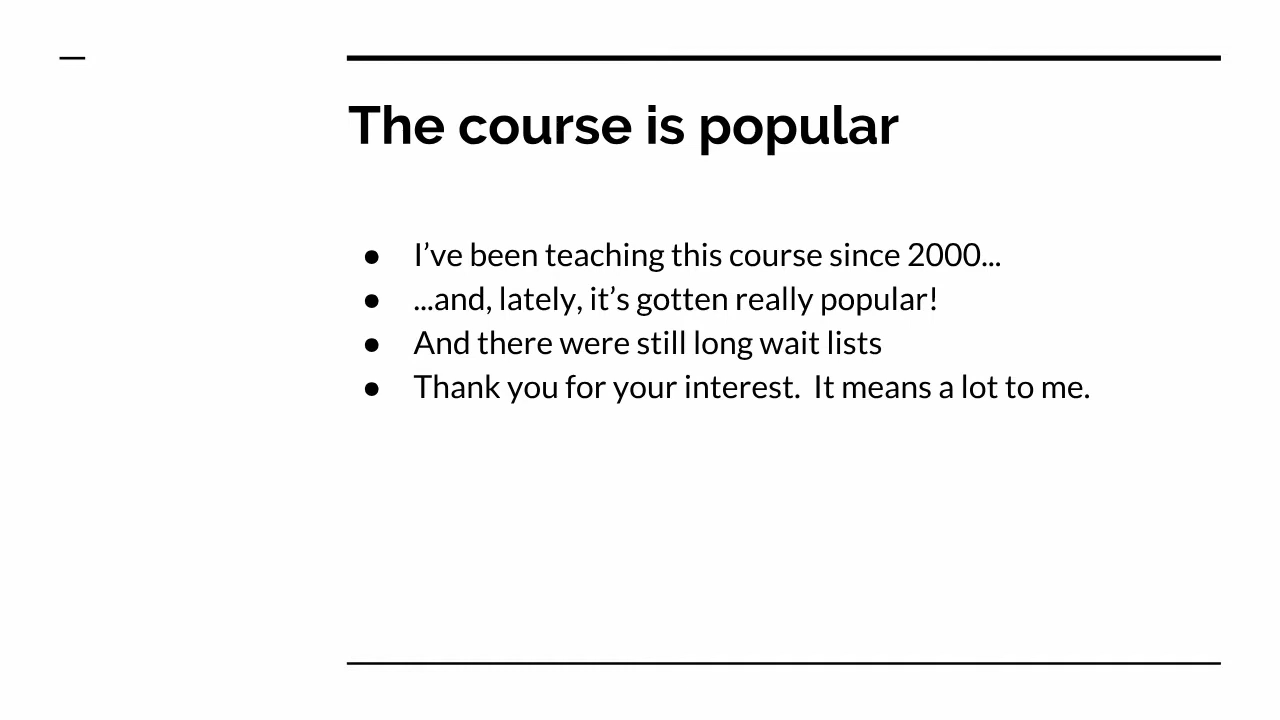 The course is popular
● I’ve been teaching this course since 2000...
● ...and, lately, it’s gotten really popular!
● And there were still long wait lists
● Thank you for your interest.  It means a lot to me.